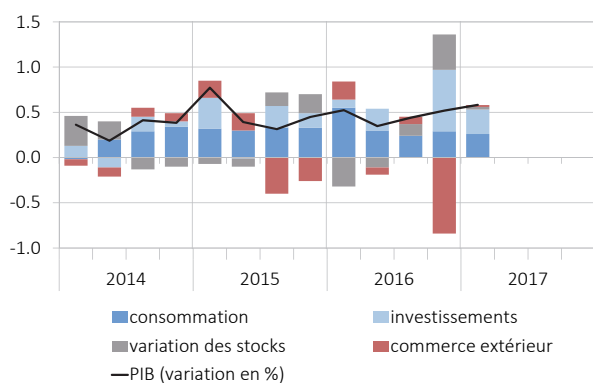 1.5
1.0
0.5
0.0
-0.5
-1.0
2014 2015 2016 2017
consommation investissements
variation des stocks commerce extérieur
PIB (variation en %)